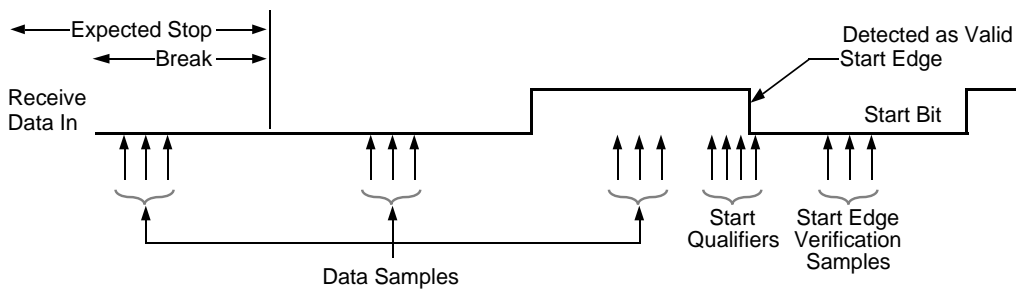 Expected Stop
Break
Detected as Valid
Start Edge
Receive
Data In
Start Bit
Start
Qualifiers
Start Edge
Verification
Samples
Data Samples